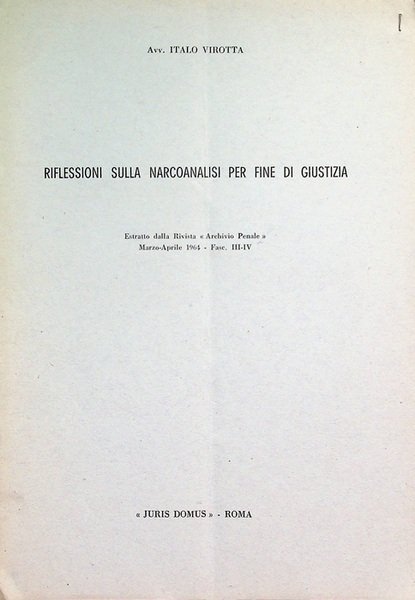 Avv. ITALO VIROTTA
RIFLESSIONI SULLA NARCOANALISI PER FINE DI GIUSTIZIA
Estratto dalla Rivista « Archivio Penale »
Marzo-Aprile 1964 - Fasc. III-IV
« JURIS DOMUS » - ROMA